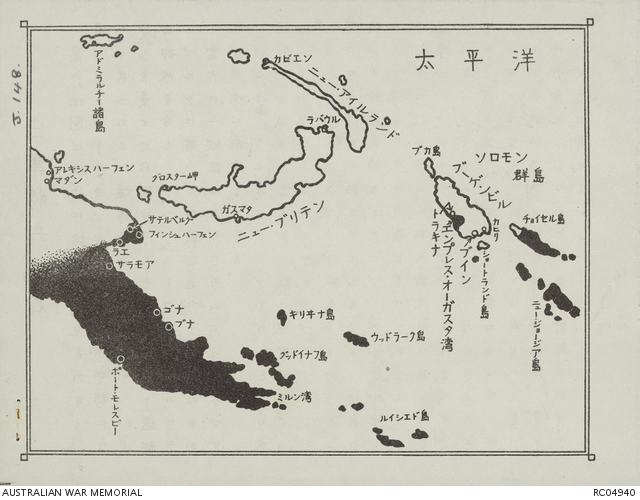 太平洋
アドミラルチー諸島
カビエン
ニュー・アイルランド
ラバウル
ブカ島
ソロモン
群島
ブーゲンビル
アレキシスハーフェン
マダン
グロスター岬
ガスマタ
ニュー・ブリテン
サテルベルク
フィンシュハーフェン
ラエ
サラモア
トラキナ
エンプレス・オーガスタ湾
ブイン
カヒリ
ショートランド島
チョイセル島
ニュージョージア島
ゴナ
ブナ
キリヰナ島
ウッドラーク島
グッドイナフ島
ポート・モレスビー
ミルン湾
ルイシエド島
AUSTRALIAN WAR MEMORIAL
RC04940